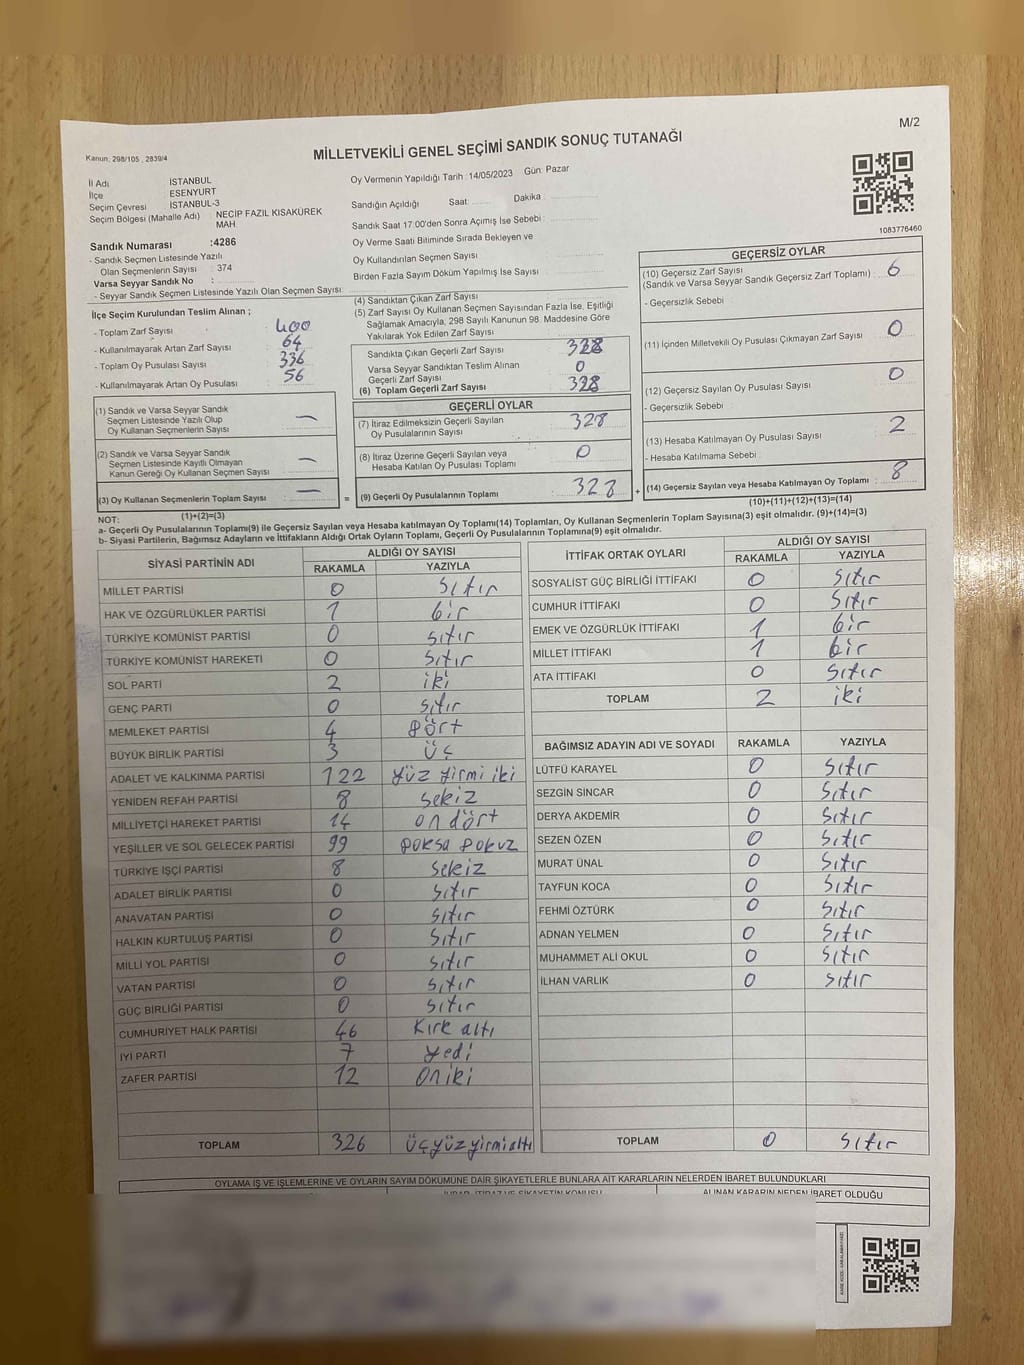 M/2
Kanun: 298/105 , 2839/4
MİLLETVEKİLİ GENEL SEÇİMİ SANDIK SONUÇ TUTANAĞI
İl Adı İSTANBUL
İlçe ESENYURT
Seçim Çevresi İSTANBUL-3
Seçim Bölgesi (Mahalle Adı) : NECİP FAZIL KISAKÜREK
MAH
Sandık Numarası :4286
- Sandık Seçmen Listesinde Yazılı
Olan Seçmenlerin Sayısı : 374
Varsa Seyyar Sandık No :
- Seyyar Sandık Seçmen Listesinde Yazılı Olan Seçmen Sayısı:
Oy Vermenin Yapıldığı Tarih :14/05/2023 Gün: Pazar
Sandığın Açıldığı Saat: Dakika :
Sandık Saat 17:00'den Sonra Açımış İse Sebebi :
Oy Verme Saati Bitiminde Sırada Bekleyen ve
Oy Kullandırılan Seçmen Sayısı :
Birden Fazla Sayım Döküm Yapılmış İse Sayısı :
1083776460
İlçe Seçim Kurulundan Teslim Alınan ;
- Toplam Zarf Sayısı : 400
- Kullanılmayarak Artan Zarf Sayısı : 64
- Toplam Oy Pusulası Sayısı : 336
- Kullanılmayarak Artan Oy Pusulası : 56
(1) Sandık ve Varsa Seyyar Sandık
Seçmen Listesinde Yazılı Olup
Oy Kullanan Seçmenlerin Sayısı : —
(2) Sandık ve Varsa Seyyar Sandık
Seçmen Listesinde Kayıtlı Olmayan
Kanun Gereği Oy Kullanan Seçmen Sayısı : —
(3) Oy Kullanan Seçmenlerin Toplam Sayısı : —
(1)+(2)=(3)
(4) Sandıktan Çıkan Zarf Sayısı :
(5) Zarf Sayısı Oy Kullanan Seçmen Sayısından Fazla İse, Eşitliği
Sağlamak Amacıyla, 298 Sayılı Kanunun 98. Maddesine Göre
Yakılarak Yok Edilen Zarf Sayısı :
Sandıkta Çıkan Geçerli Zarf Sayısı : 328
Varsa Seyyar Sandıktan Teslim Alınan
Geçerli Zarf Sayısı : 0
(6) Toplam Geçerli Zarf Sayısı : 328
GEÇERLİ OYLAR
(7) İtiraz Edilmeksizin Geçerli Sayılan
Oy Pusulalarının Sayısı : 328
(8) İtiraz Üzerine Geçerli Sayılan veya
Hesaba Katılan Oy Pusulası Toplamı : 0
= (9) Geçerli Oy Pusulalarının Toplamı : 328 +
GEÇERSİZ OYLAR
(10) Geçersiz Zarf Sayısı
(Sandık ve Varsa Seyyar Sandık Geçersiz Zarf Toplamı) : 6
- Geçersizlik Sebebi :
(11) İçinden Milletvekili Oy Pusulası Çıkmayan Zarf Sayısı : 0
(12) Geçersiz Sayılan Oy Pusulası Sayısı : 0
- Geçersizlik Sebebi :
(13) Hesaba Katılmayan Oy Pusulası Sayısı : 2
- Hesaba Katılmama Sebebi :
(14) Geçersiz Sayılan veya Hesaba Katılmayan Oy Toplamı : 8
(10)+(11)+(12)+(13)=(14)
NOT:
a- Geçerli Oy Pusulalarının Toplamı(9) ile Geçersiz Sayılan veya Hesaba katılmayan Oy Toplamı(14) Toplamları, Oy Kullanan Seçmenlerin Toplam Sayısına(3) eşit olmalıdır. (9)+(14)=(3)
b- Siyasi Partilerin, Bağımsız Adayların ve İttifakların Aldığı Ortak Oyların Toplamı, Geçerli Oy Pusulalarının Toplamına(9) eşit olmalıdır.
SİYASİ PARTİNİN ADI ALDIĞI OY SAYISI
RAKAMLA YAZIYLA
MİLLET PARTİSİ 0 Sıfır
HAK VE ÖZGÜRLÜKLER PARTİSİ 1 bir
TÜRKİYE KOMÜNİST PARTİSİ 0 sıfır
TÜRKİYE KOMÜNİST HAREKETİ 0 Sıfır
SOL PARTİ 2 iki
GENÇ PARTİ 0 sıfır
MEMLEKET PARTİSİ 4 dört
BÜYÜK BİRLİK PARTİSİ 3 üç
ADALET VE KALKINMA PARTİSİ 122 yüz yirmi iki
YENİDEN REFAH PARTİSİ 8 sekiz
MİLLİYETÇİ HAREKET PARTİSİ 14 on dört
YEŞİLLER VE SOL GELECEK PARTİSİ 99 doksa dokuz
TÜRKİYE İŞÇİ PARTİSİ 8 sekiz
ADALET BİRLİK PARTİSİ 0 sıfır
ANAVATAN PARTİSİ 0 sıfır
HALKIN KURTULUŞ PARTİSİ 0 Sıfır
MİLLİ YOL PARTİSİ 0 sıfır
VATAN PARTİSİ 0 sıfır
GÜÇ BİRLİĞİ PARTİSİ 0 sıfır
CUMHURİYET HALK PARTİSİ 46 Kırk altı
İYİ PARTİ 7 yedi
ZAFER PARTİSİ 12 on iki
TOPLAM 326 üçyüz yirmialtı
İTTİFAK ORTAK OYLARI ALDIĞI OY SAYISI
RAKAMLA YAZIYLA
SOSYALİST GÜÇ BİRLİĞİ İTTİFAKI 0 Sıfır
CUMHUR İTTİFAKI 0 Sıfır
EMEK VE ÖZGÜRLÜK İTTİFAKI 1 bir
MİLLET İTTİFAKI 1 bir
ATA İTTİFAKI 0 Sıfır
TOPLAM 2 iki
BAĞIMSIZ ADAYIN ADI VE SOYADI RAKAMLA YAZIYLA
LÜTFÜ KARAYEL 0 Sıfır
SEZGİN SİNCAR 0 Sıfır
DERYA AKDEMİR 0 Sıfır
SEZEN ÖZEN 0 Sıfır
MURAT ÜNAL 0 Sıfır
TAYFUN KOCA 0 Sıfır
FEHMİ ÖZTÜRK 0 Sıfır
ADNAN YELMEN 0 Sıfır
MUHAMMET ALİ OKUL 0 Sıfır
İLHAN VARLIK 0 Sıfır
TOPLAM 0 Sıfır
OYLAMA İŞ VE İŞLEMLERİNE VE OYLARIN SAYIM DÖKÜMÜNE DAİR ŞİKAYETLERLE BUNLARA AİT KARARLARIN NELERDEN İBARET BULUNDUKLARI
İTİRAZ VE ŞİKAYETİN KONUSU ALINAN KARARIN NEDEN İBARET OLDUĞU